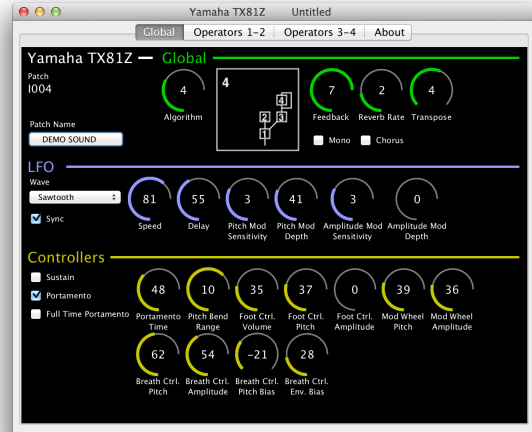 Yamaha TX81Z Untitled
Global Operators 1-2 Operators 3-4 About
Yamaha TX81Z Global
Patch
I004
Patch Name
DEMO SOUND
4
Algorithm
4
4
2 3
1
7
Feedback
2
Reverb Rate
4
Transpose
Mono Chorus
LFO
Wave
Sawtooth
Sync
81
Speed
55
Delay
3
Pitch Mod
Sensitivity
41
Pitch Mod
Depth
3
Amplitude Mod
Sensitivity
0
Amplitude Mod
Depth
Controllers
Sustain
Portamento
Full Time Portamento
48
Portamento
Time
10
Pitch Bend
Range
35
Foot Ctrl.
Volume
37
Foot Ctrl.
Pitch
0
Foot Ctrl.
Amplitude
39
Mod Wheel
Pitch
36
Mod Wheel
Amplitude
62
Breath Ctrl.
Pitch
54
Breath Ctrl.
Amplitude
-21
Breath Ctrl.
Pitch Bias
28
Breath Ctrl.
Env. Bias